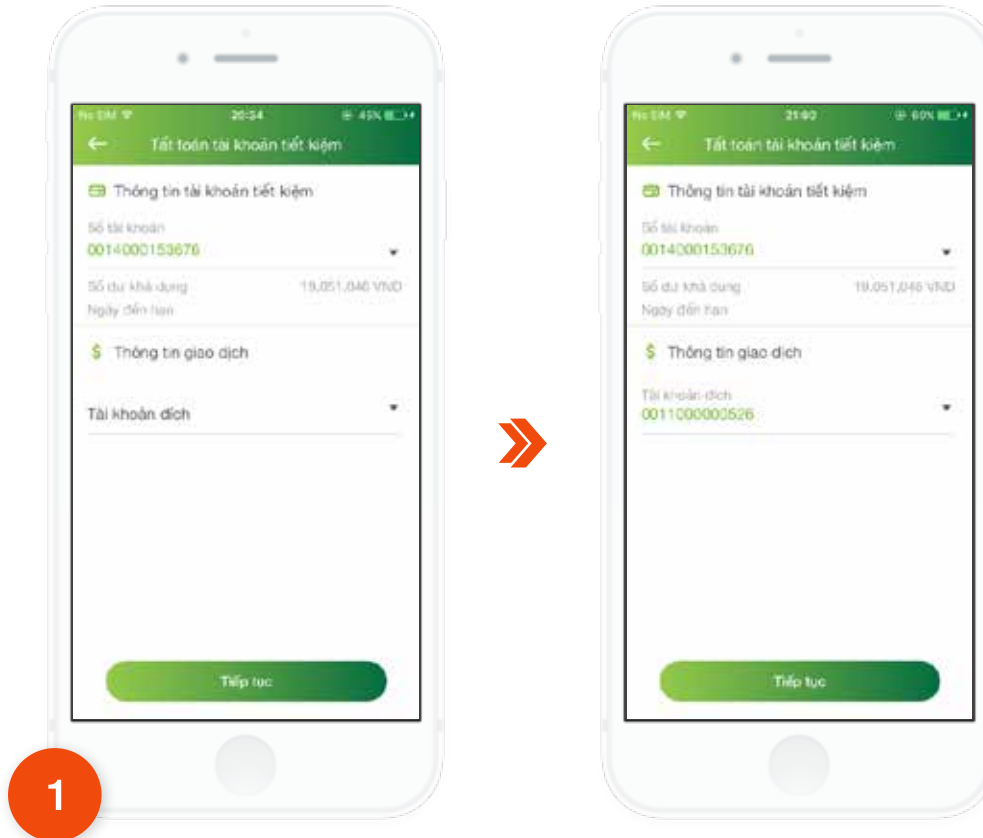 No SIM 20:54 45%
Tất toán tài khoản tiết kiệm
Thông tin tài khoản tiết kiệm
Số tài khoản
0014000153676
Số dư khả dụng 19,051,046 VND
Ngày đến hạn
$ Thông tin giao dịch
Tài khoản đích
Tiếp tục
1
No SIM 60%
Tất toán tài khoản tiết kiệm
Thông tin tài khoản tiết kiệm
Số tài khoản
0014000153676
Số dư khả dụng 19,051,046 VND
Ngày đến hạn
$ Thông tin giao dịch
Tài khoản đích
0011000000526
Tiếp tục